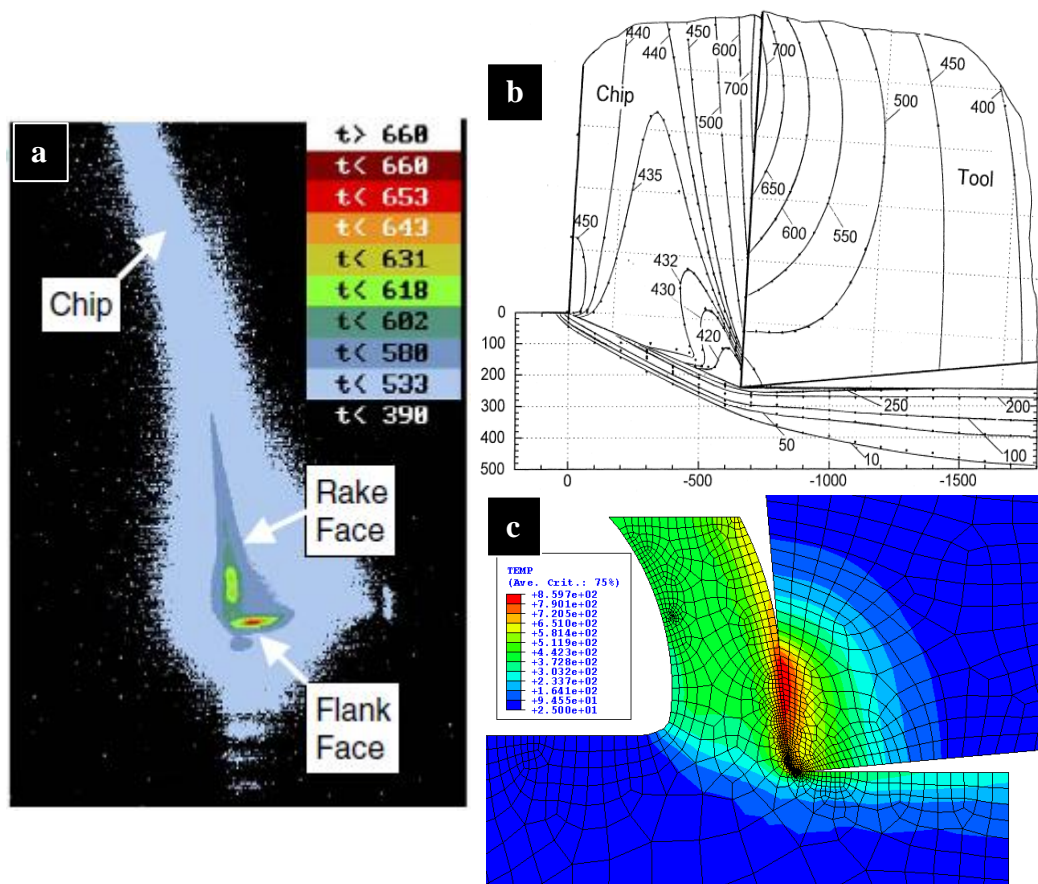 a
t> 660
t< 660
t< 653
t< 643
t< 631
t< 618
t< 602
t< 580
t< 533
t< 390
Chip
Rake
Face
Flank
Face
b
440
440
450
600
700
700
450
400
500
Chip
Tool
500
435
450
650
600
550
432
430
420
0
100
200
300
400
500
250
200
50
10
100
0
-500
-1000
-1500
c
TEMP
(Ave. Crit.: 75%)
+8.597e+02
+7.901e+02
+7.205e+02
+6.510e+02
+5.814e+02
+5.119e+02
+4.423e+02
+3.728e+02
+3.032e+02
+2.337e+02
+1.641e+02
+9.455e+01
+2.500e+01